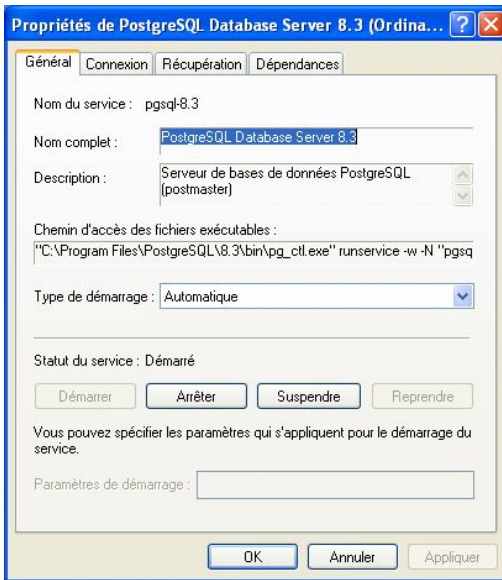 Propriétés de PostgreSQL Database Server 8.3 (Ordina...
Général Connexion Récupération Dépendances
Nom du service : pgsql-8.3
Nom complet : PostgreSQL Database Server 8.3
Description : Serveur de bases de données PostgreSQL
(postmaster)
Chemin d'accès des fichiers exécutables :
"C:\Program Files\PostgreSQL\8.3\bin\pg_ctl.exe" runservice -w -N "pgsq
Type de démarrage : Automatique
Statut du service : Démarré
Démarrer Arrêter Suspendre Reprendre
Vous pouvez spécifier les paramètres qui s'appliquent pour le démarrage du
service.
Paramètres de démarrage :
OK Annuler Appliquer